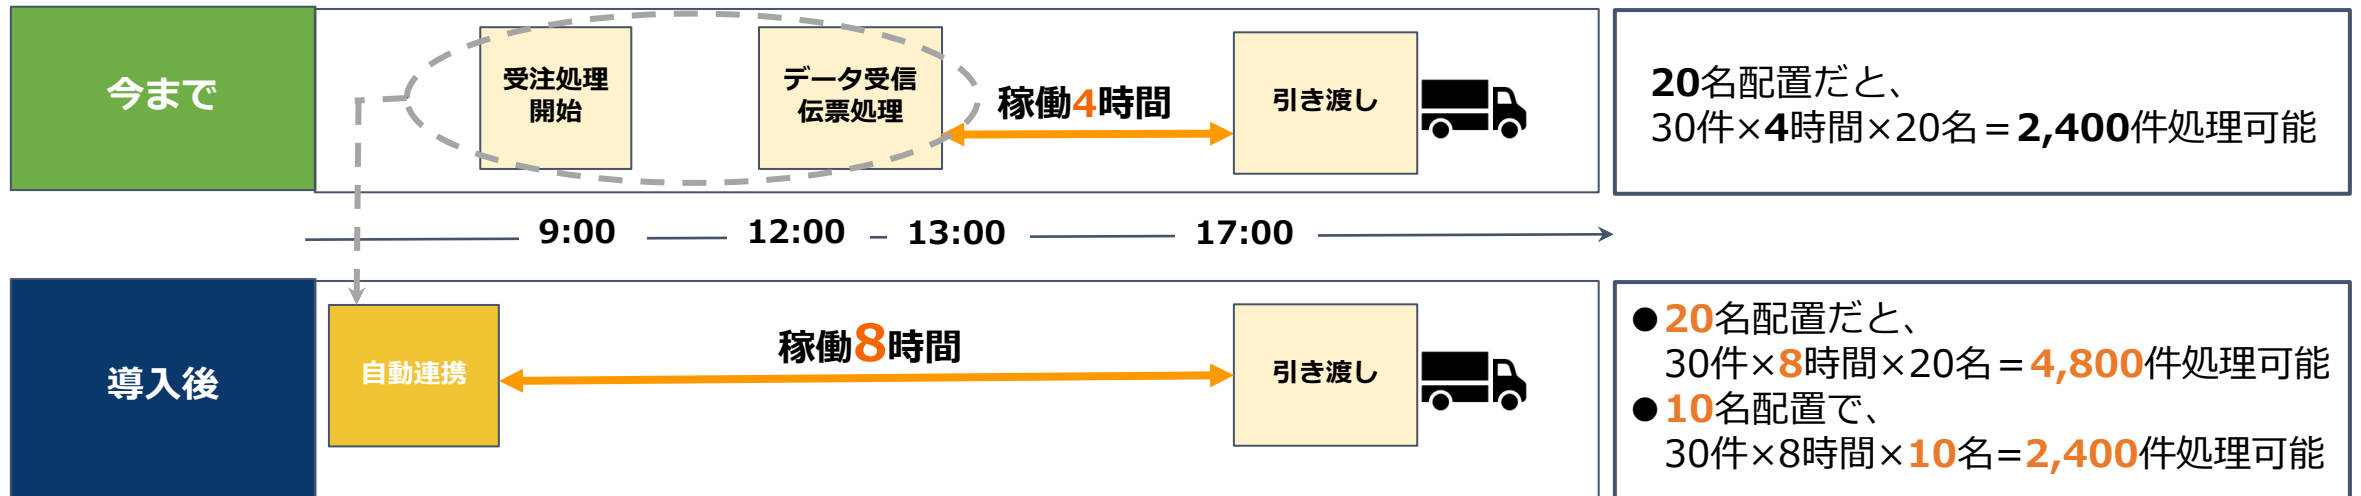 今まで
受注処理
開始
データ受信
伝票処理
稼働4時間
引き渡し
20名配置だと、
30件×4時間×20名＝2,400件処理可能
9:00
12:00
13:00
17:00
導入後
自動連携
稼働8時間
引き渡し
●20名配置だと、
30件×8時間×20名＝4,800件処理可能
●10名配置で、
30件×8時間×10名=2,400件処理可能